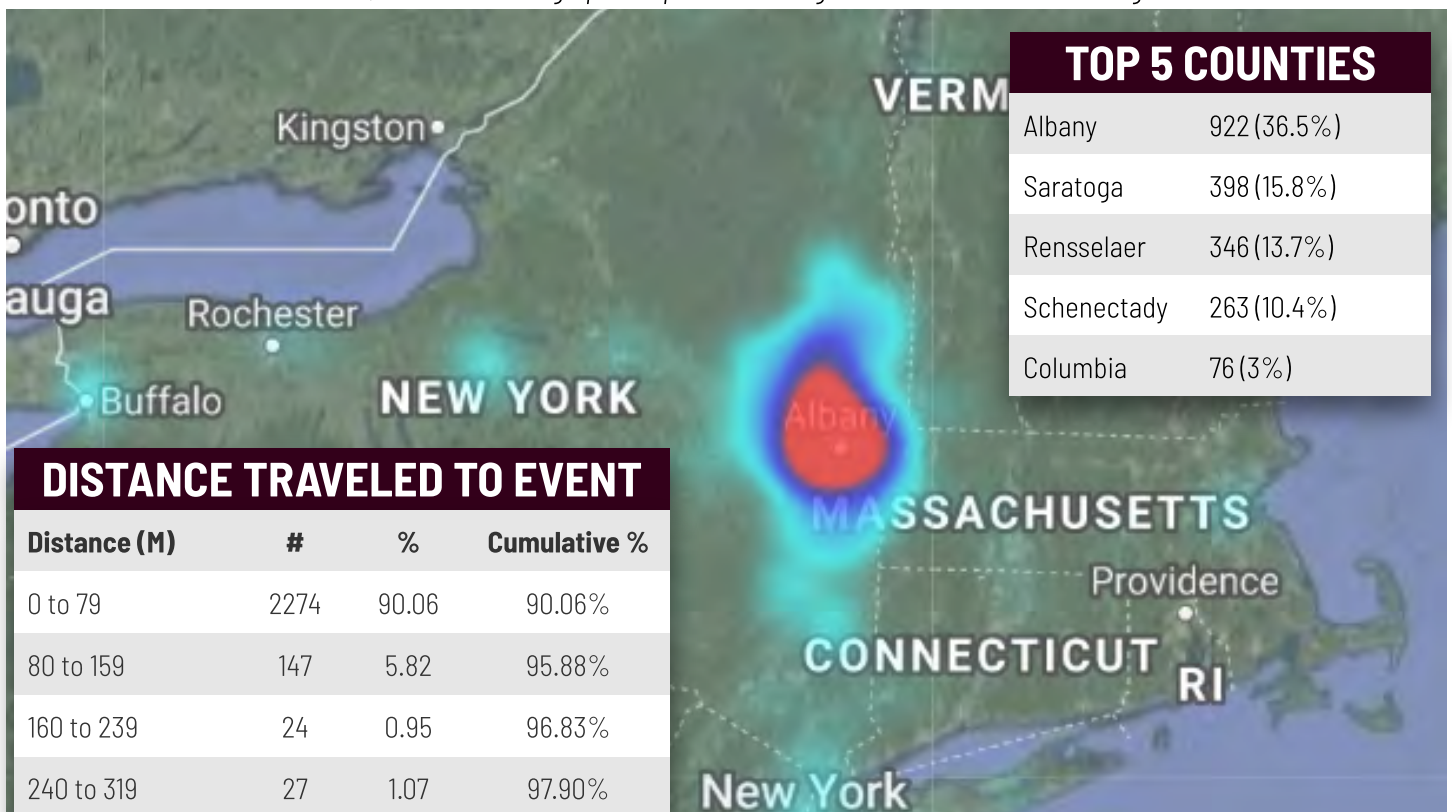 TOP 5 COUNTIES
Albany 922 (36.5%)
Saratoga 398 (15.8%)
Rensselaer 346 (13.7%)
Schenectady 263 (10.4%)
Columbia 76 (3%)
VERM
Kingston
onto
auga
Rochester
Buffalo
NEW YORK
Albany
MASSACHUSETTS
Providence
CONNECTICUT
RI
New York
DISTANCE TRAVELED TO EVENT
Distance (M) # % Cumulative %
0 to 79 2274 90.06 90.06%
80 to 159 147 5.82 95.88%
160 to 239 24 0.95 96.83%
240 to 319 27 1.07 97.90%